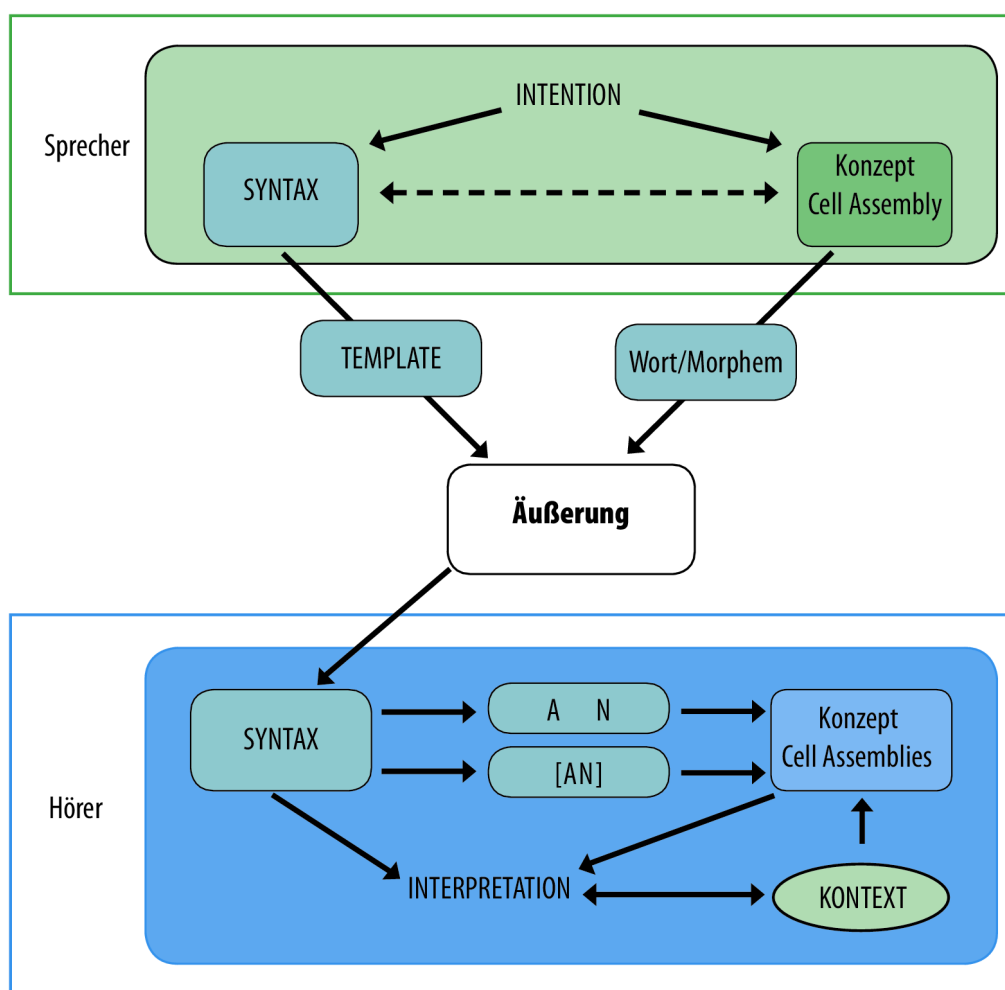 INTENTION
Sprecher
SYNTAX
Konzept
Cell Assembly
TEMPLATE
Wort/Morphem
Äußerung
SYNTAX
A N
[AN]
Konzept
Cell Assemblies
Hörer
INTERPRETATION
KONTEXT